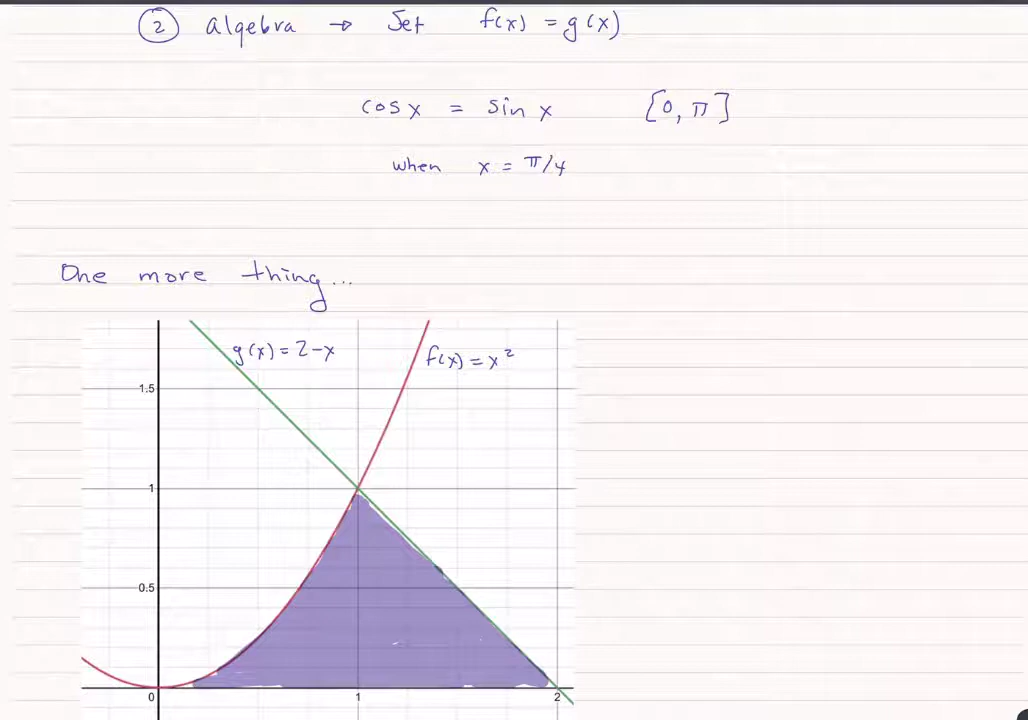 ② algebra → Set f(x) = g(x)
cos x = sin x [0, π]
when x = π/4
One more thing...
g(x) = 2-x f(x) = x²
1.5
1
0.5
0 1 2